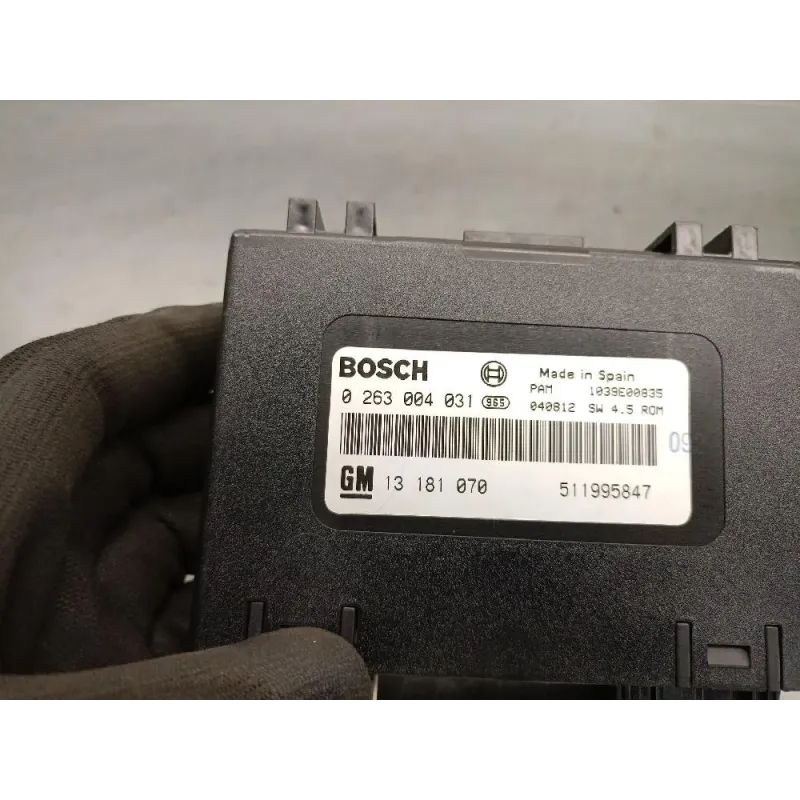 BOSCH
Made in Spain
0 263 004 031 965
PAM 1039E00835
040812 SW 4.5 ROM
GM 13 181 070
511995847